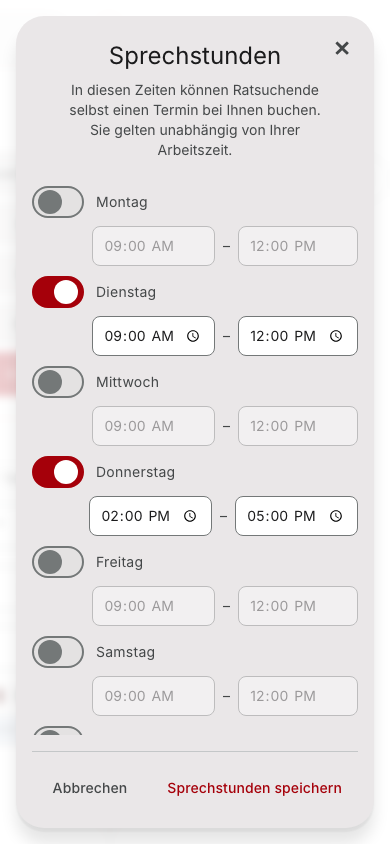 Sprechstunden
In diesen Zeiten können Ratsuchende
selbst einen Termin bei Ihnen buchen.
Sie gelten unabhängig von Ihrer
Arbeitszeit.
Montag
09:00 AM – 12:00 PM
Dienstag
09:00 AM – 12:00 PM
Mittwoch
09:00 AM – 12:00 PM
Donnerstag
02:00 PM – 05:00 PM
Freitag
09:00 AM – 12:00 PM
Samstag
09:00 AM – 12:00 PM
Abbrechen Sprechstunden speichern